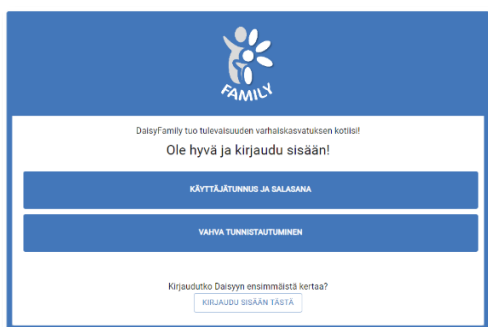 FAMILY
DaisyFamily tuo tulevaisuuden varhaiskasvatuksen kotiisi!
Ole hyvä ja kirjaudu sisään!
KÄYTTÄJÄTUNNUS JA SALASANA
VAHVA TUNNISTAUTUMINEN
Kirjaudutko Daisyyn ensimmäistä kertaa?
KIRJAUDU SISÄÄN TÄSTÄ